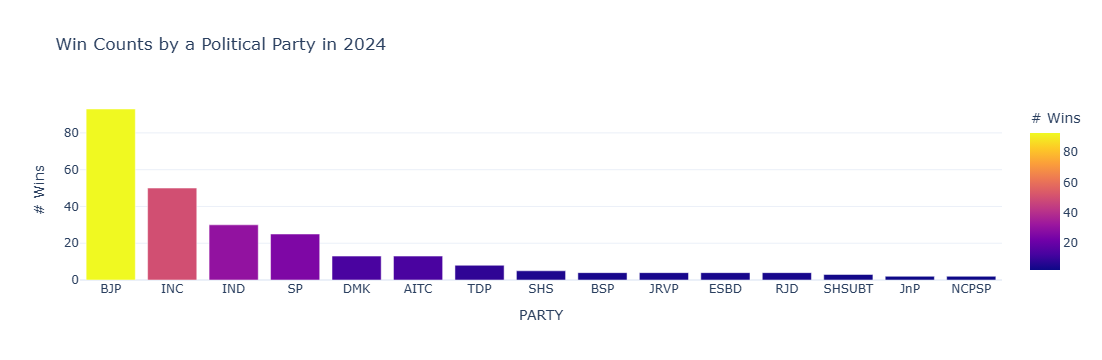 Win Counts by a Political Party in 2024
# Wins
80
60
40
20
0
BJP INC IND SP DMK AITC TDP SHS BSP JRVP ESBD RJD SHSUBT JnP NCPSP
PARTY
# Wins
80
60
40
20